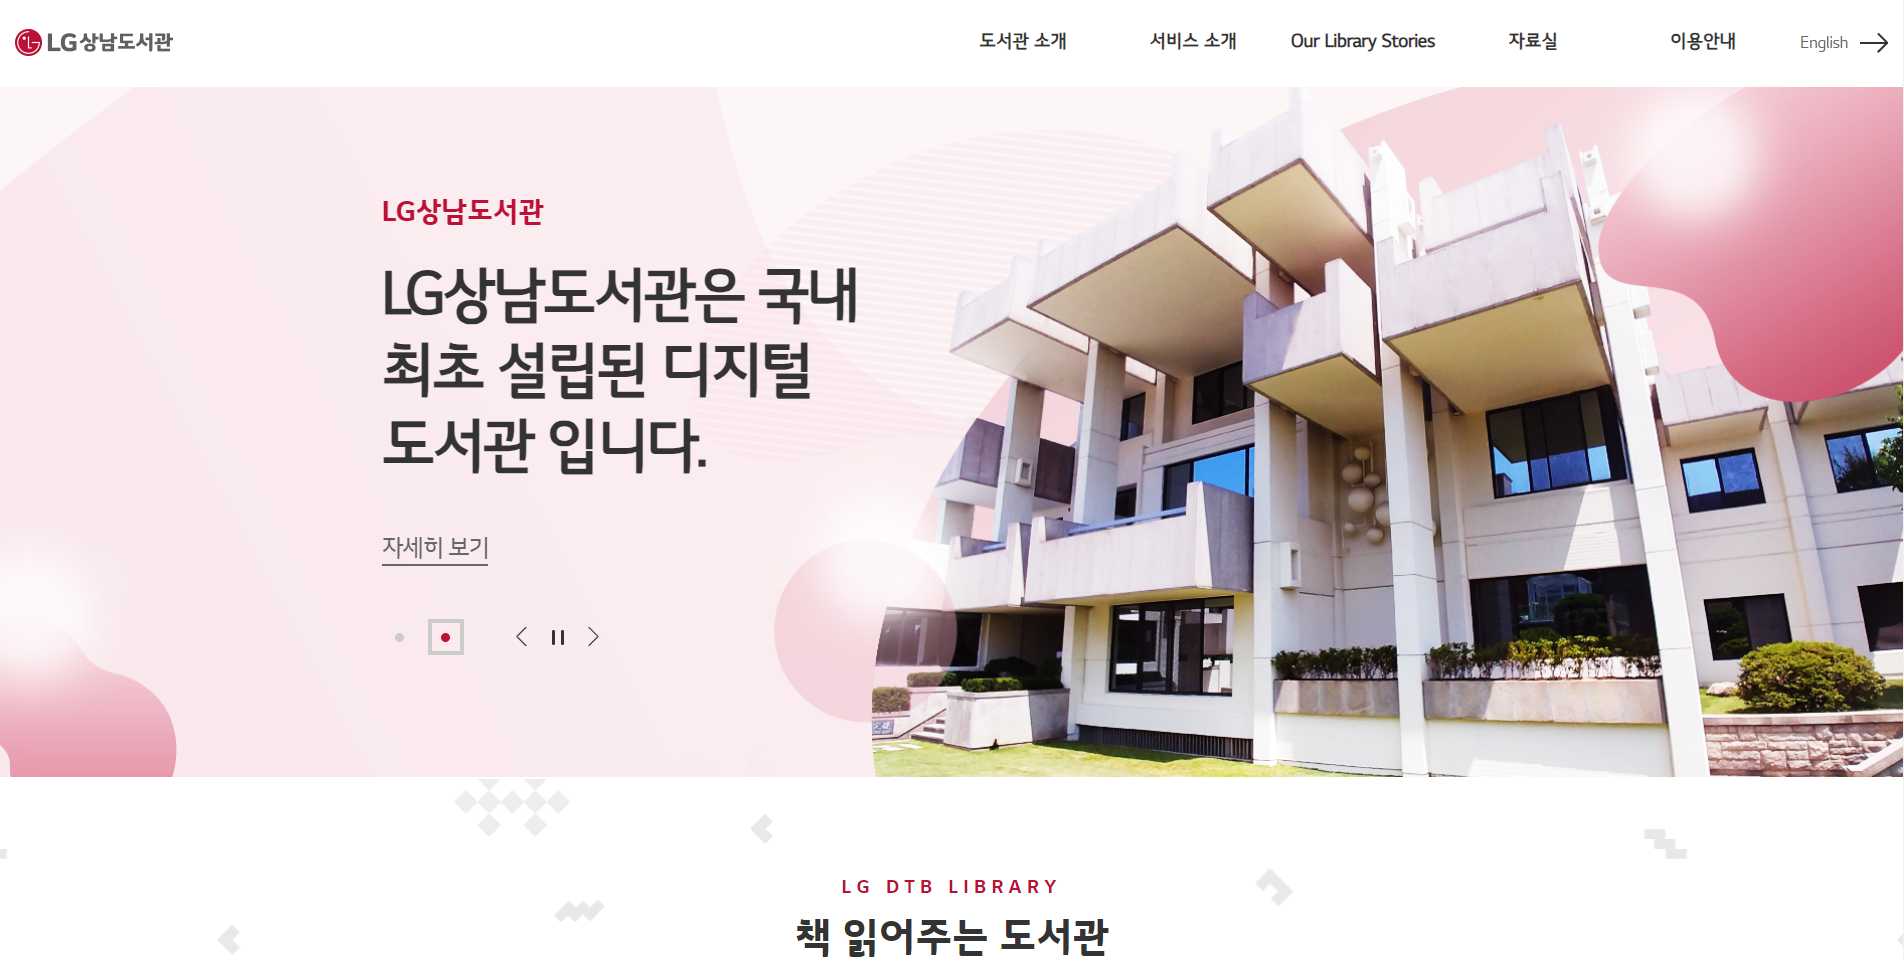 LG상남도서관
도서관 소개
서비스 소개
Our Library Stories
자료실
이용안내
English
LG상남도서관
LG상남도서관은 국내
최초 설립된 디지털
도서관 입니다.
자세히 보기
LG DTB LIBRARY
책 읽어주는 도서관